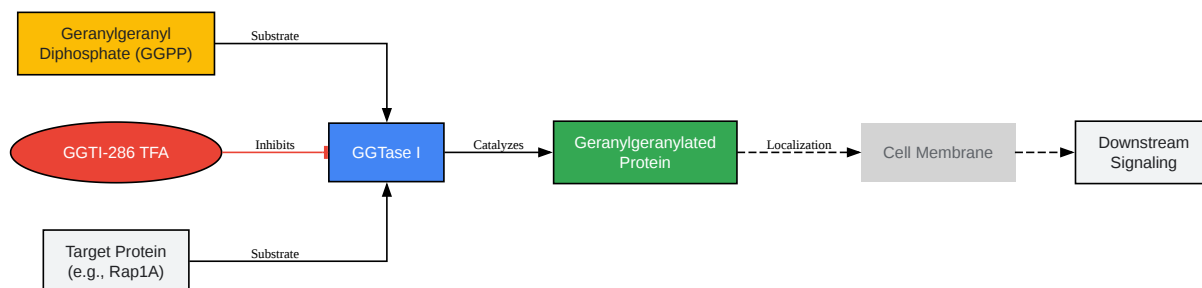 Geranylgeranyl
Diphosphate (GGPP)
Substrate
GGTI-286 TFA
Inhibits
GGTase I
Catalyzes
Geranylgeranylated
Protein
Localization
Cell Membrane
Downstream
Signaling
Target Protein
(e.g., Rap1A)
Substrate